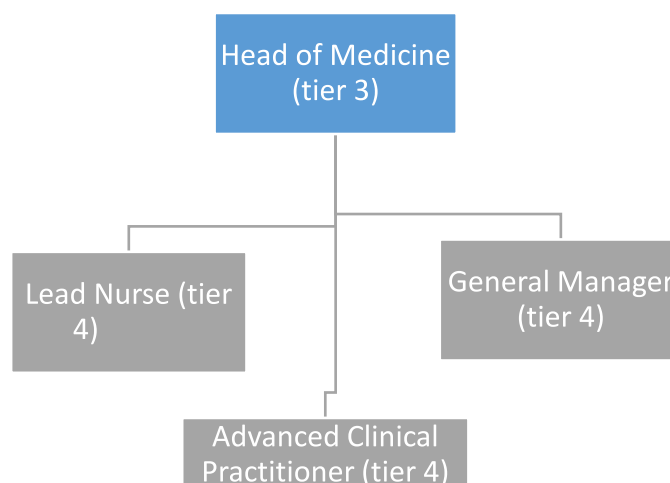 Head of Medicine
(tier 3)
Lead Nurse (tier
4)
General Manager
(tier 4)
Advanced Clinical
Practitioner (tier 4)